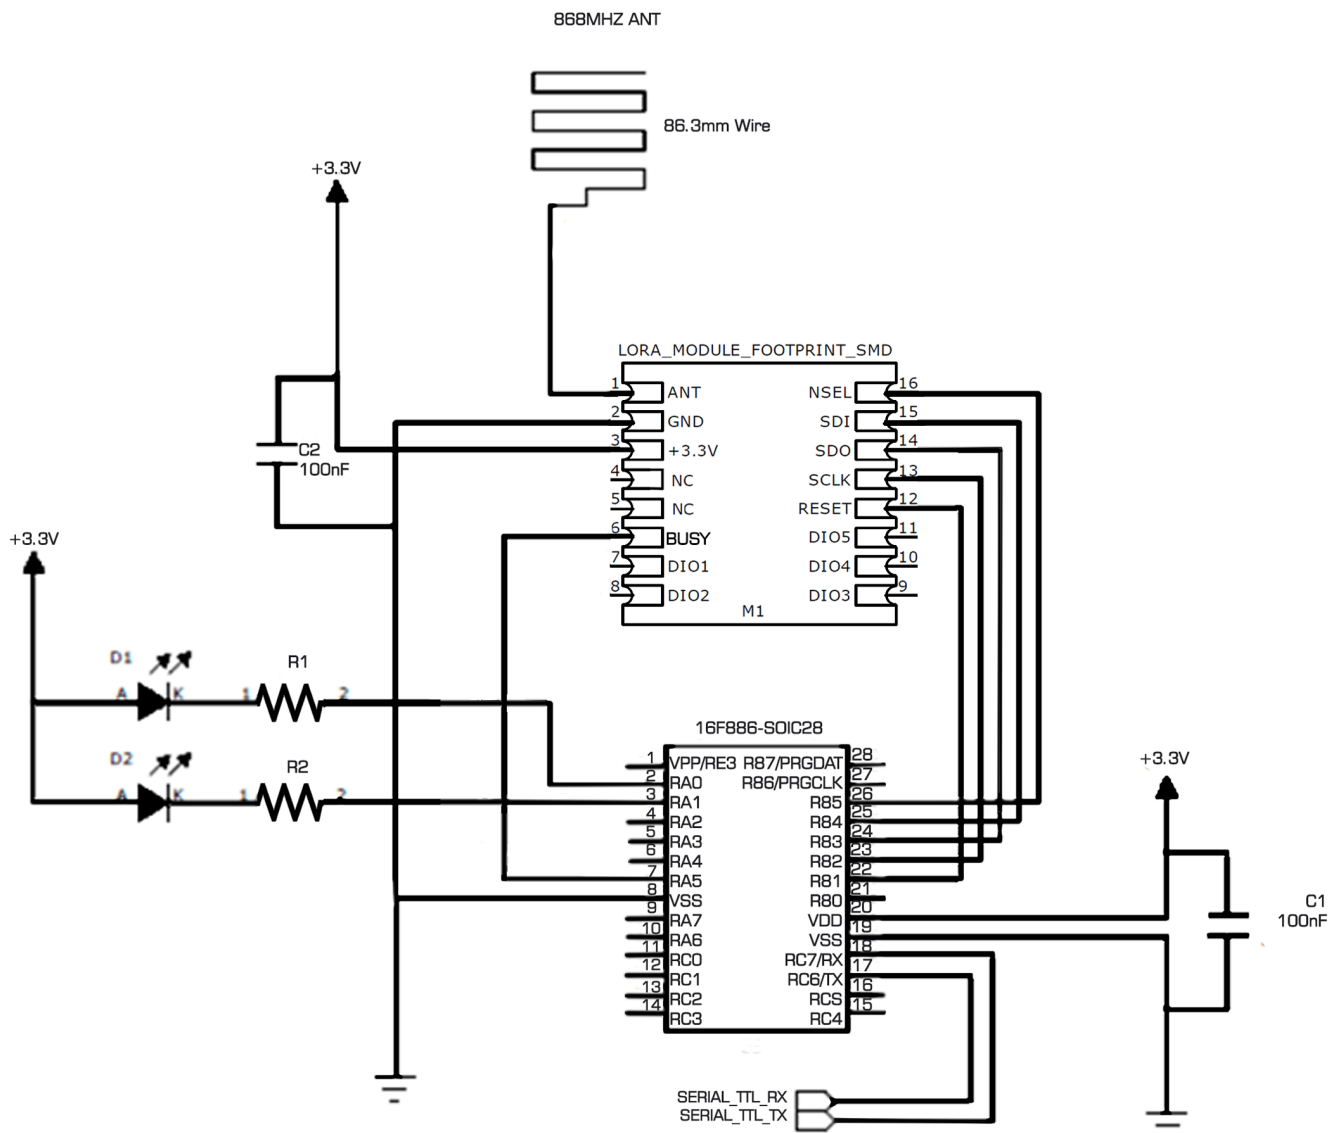 868MHZ ANT
86.3mm Wire
+3.3V
LORA_MODULE_FOOTPRINT_SMD
1 ANT NSEL 16
2 GND SDI 15
3 +3.3V SDO 14
4 NC SCLK 13
5 NC RESET 12
6 BUSY DIO5 11
7 DIO1 DIO4 10
8 DIO2 DIO3 9
M1
C2
100nF
+3.3V
D1
A K 1 R1 2
D2
A K 1 R2 2
16F886-SOIC28
1 VPP/RE3 R87/PRGDAT 28
2 RA0 R86/PRGCLK 27
3 RA1 R85 26
4 RA2 R84 25
5 RA3 R83 24
6 RA4 R82 23
7 RA5 R81 22
8 VSS R80 21
9 RA7 VDD 20
10 RA6 VSS 19
11 RC0 RC7/RX 18
12 RC1 RC6/TX 17
13 RC2 RCS 16
14 RC3 RC4 15
+3.3V
C1
100nF
SERIAL_TTL_RX
SERIAL_TTL_TX